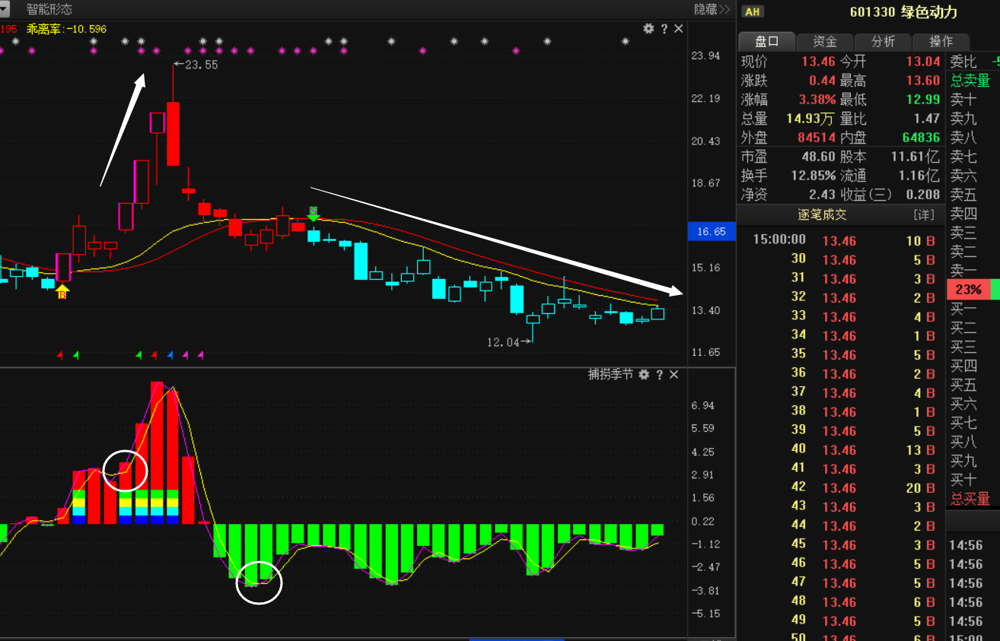 智能形态
隐藏>>
195 乖离率:-10.596
? ×
23.55
12.04
B
S
23.94
22.19
20.43
18.67
16.65
15.16
13.40
11.65
捕捞季节 ? ×
6.94
5.59
4.25
2.91
1.56
0.22
-1.12
-2.47
-3.81
-5.15
AH 601330 绿色动力
盘口 资金 分析 操作
现价 13.46 今开 13.04
涨跌 0.44 最高 13.60
涨幅 3.38% 最低 12.99
总量 14.93万 量比 1.47
外盘 84514 内盘 64836
市盈 48.60 股本 11.61亿
换手 12.85% 流通 1.16亿
净资 2.43 收益(三) 0.208
逐笔成交 [详]
15:00:00 13.46 10 B
30 13.46 5 B
31 13.46 3 B
32 13.46 2 B
33 13.46 4 B
34 13.46 1 B
35 13.46 5 B
36 13.46 2 B
37 13.46 4 B
38 13.46 1 B
39 13.46 5 B
40 13.46 13 B
41 13.46 3 B
42 13.46 20 B
43 13.46 3 B
44 13.46 2 B
45 13.46 3 B
46 13.46 5 B
47 13.46 5 B
48 13.46 6 B
49 13.46 5 B
50 13.46 6 B
委比
总卖量
卖十
卖九
卖八
卖七
卖六
卖五
卖四
卖三
卖二
卖一
23%
买一
买二
买三
买四
买五
买六
买七
买八
买九
买十
总买量
14:56
14:56
14:56
14:56
14:56
15:00